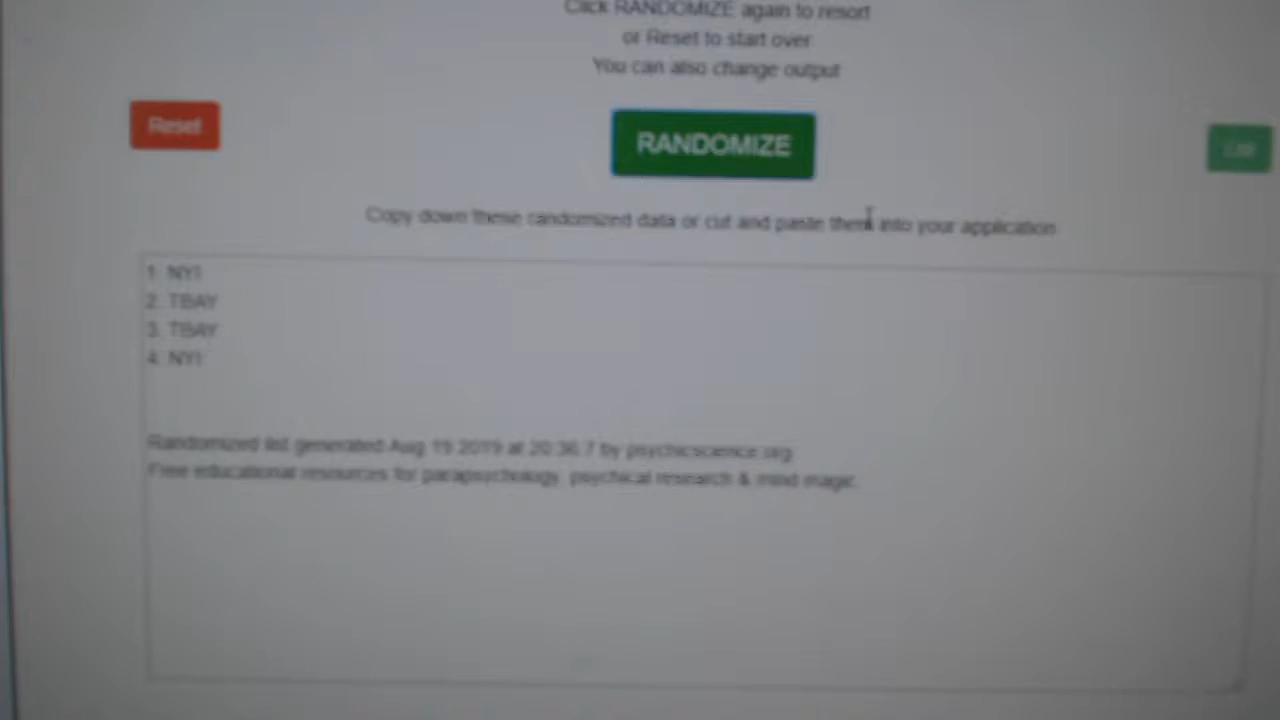 Click RANDOMIZE again to resort
or Reset to start over
You can also change output
Reset
RANDOMIZE
List
Copy down these randomized data or cut and paste them into your application
1. NYI
2. TBAY
3. TBAY
4. NYI
Randomized list generated Aug 19 2019 at 20:36:7 by psychicscience.org
Free educational resources for parapsychology, psychical research & mind magic.